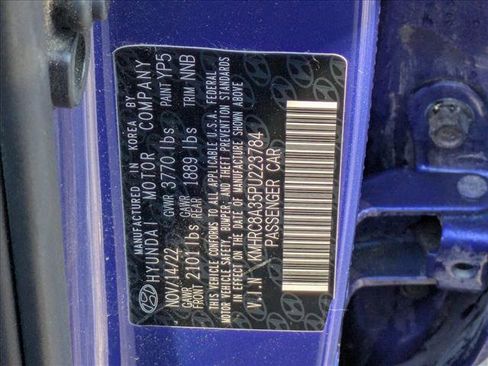 MANUFACTURED IN KOREA BY
HYUNDAI MOTOR COMPANY
NOV/14/22 GVWR 3770 lbs PAINT YP5
GAWR FRONT 2101 lbs GAWR REAR 1889 lbs TRIM NNB
THIS VEHICLE CONFORMS TO ALL APPLICABLE U.S.A. FEDERAL
MOTOR VEHICLE SAFETY, BUMPER, AND THEFT PREVENTION STANDARDS
IN EFFECT ON THE DATE OF MANUFACTURE SHOWN ABOVE.
V.I.N KMHRC8A35PU223784
PASSENGER CAR